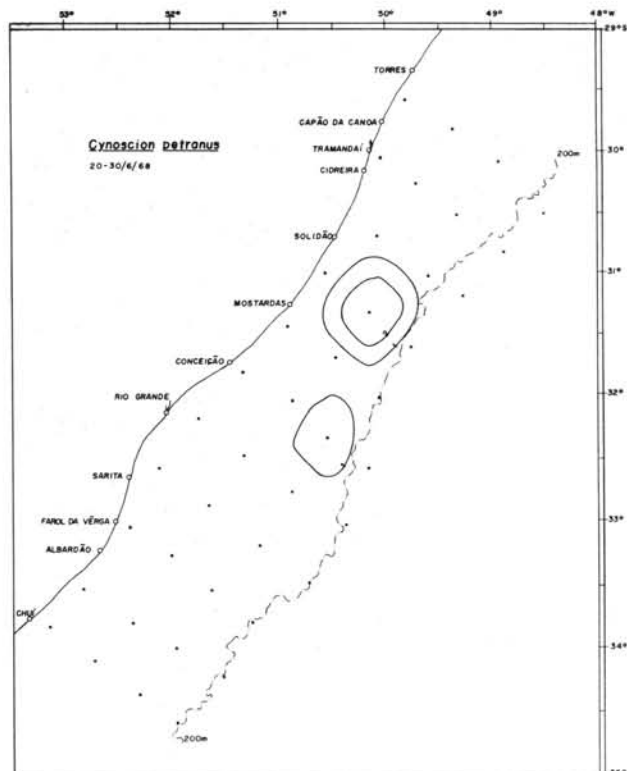 53° 52° 51° 50° 49° 48°W
29°S
TORRES
CAPÃO DA CANOA
Cynoscion petranus
TRAMANDAÍ
20-30/6/68
200m
30°
CIDREIRA
SOLIDÃO
31°
MOSTARDAS
CONCEIÇÃO
32°
RIO GRANDE
SARITA
33°
FAROL DA VÊRGA
ALBARDÃO
CHUÍ
34°
200m